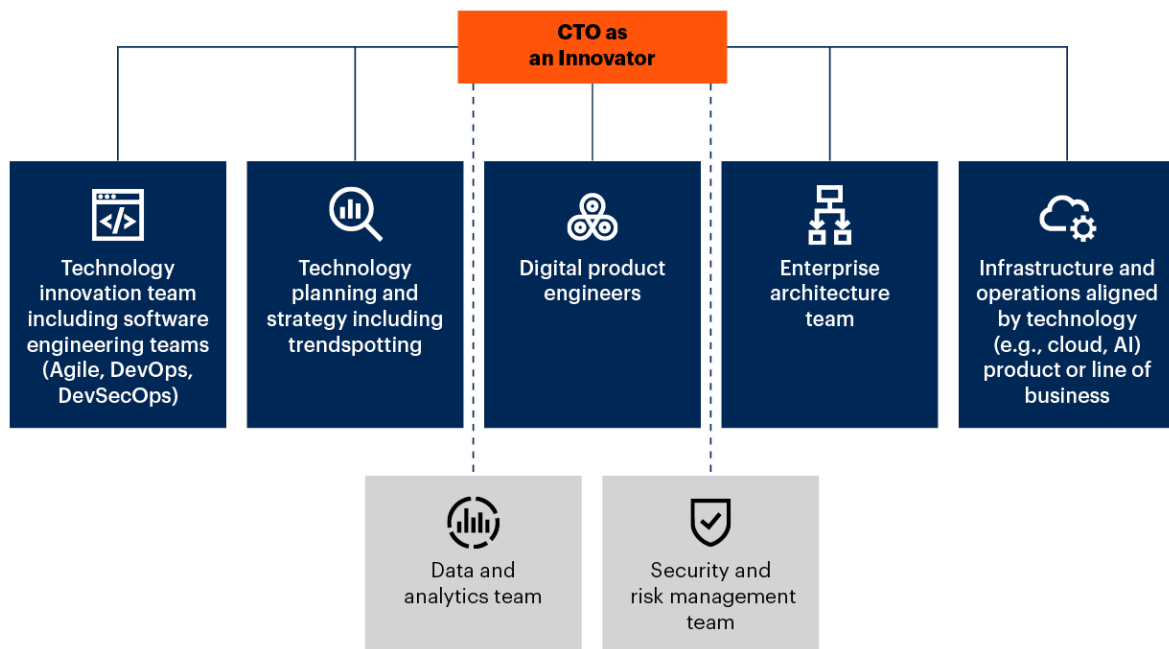 CTO as
an Innovator
Technology
innovation team
including software
engineering teams
(Agile, DevOps,
DevSecOps)
Technology
planning and
strategy including
trendspotting
Digital product
engineers
Enterprise
architecture
team
Infrastructure and
operations aligned
by technology
(e.g., cloud, AI)
product or line of
business
Data and
analytics team
Security and
risk management
team